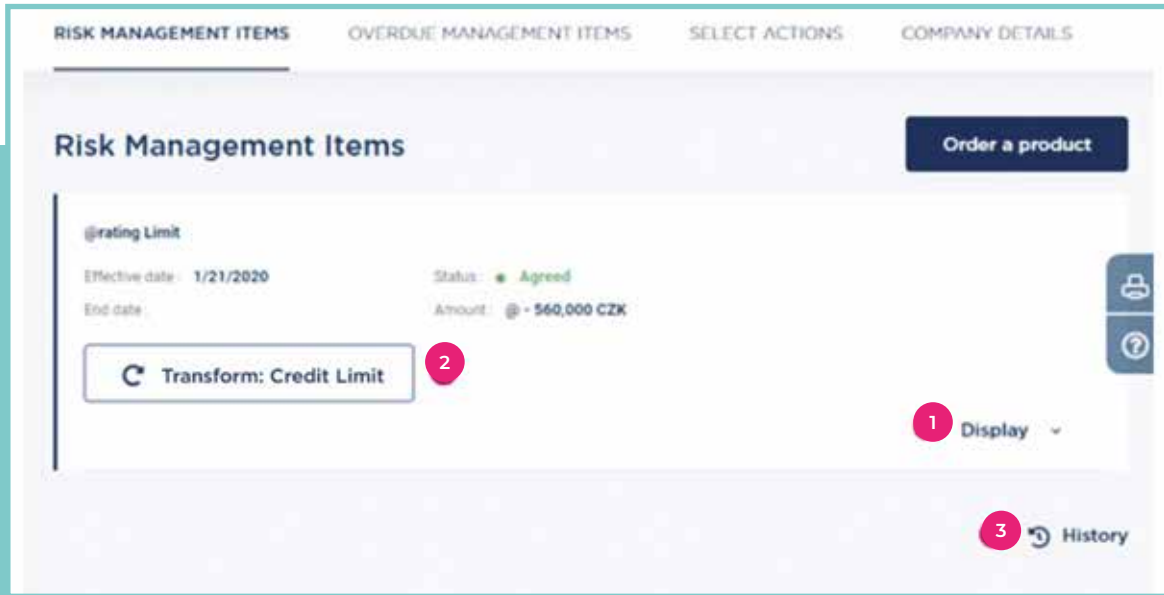 RISK MANAGEMENT ITEMS OVERDUE MANAGEMENT ITEMS SELECT ACTIONS COMPANY DETAILS
Risk Management Items Order a product
@rating Limit
Effective date : 1/21/2020 Status : Agreed
End date : Amount : @ - 560,000 CZK
Transform: Credit Limit 2
1 Display
3 History